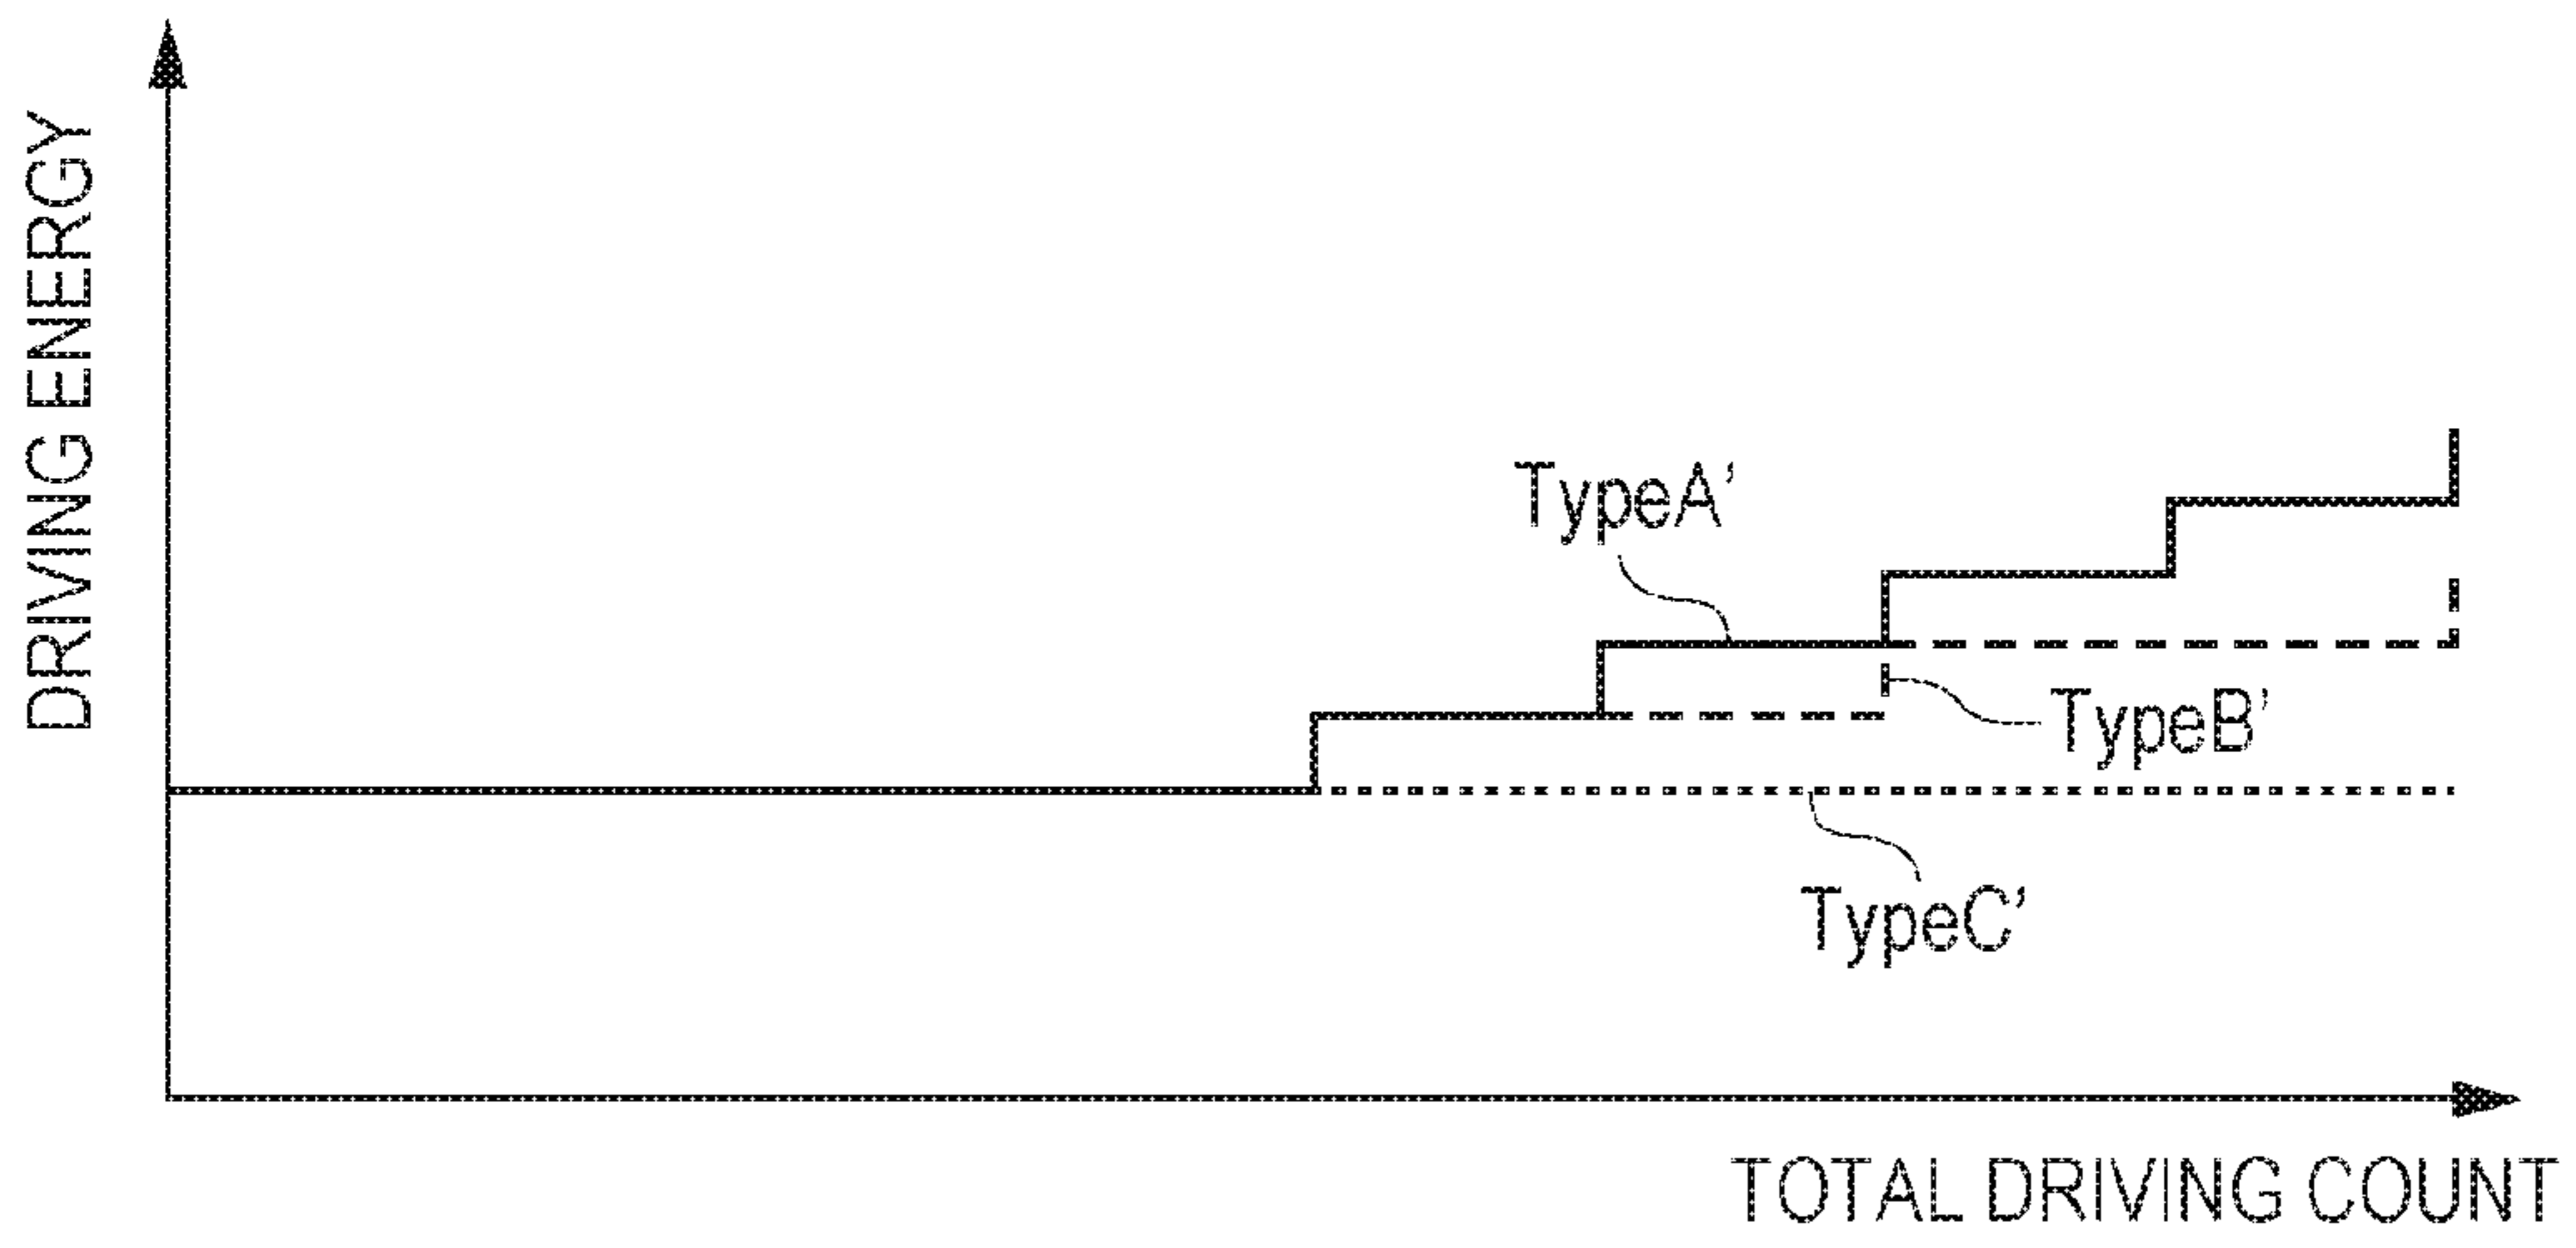 DRIVING ENERGY
TypeA’
TypeB’
TypeC’
TOTAL DRIVING COUNT